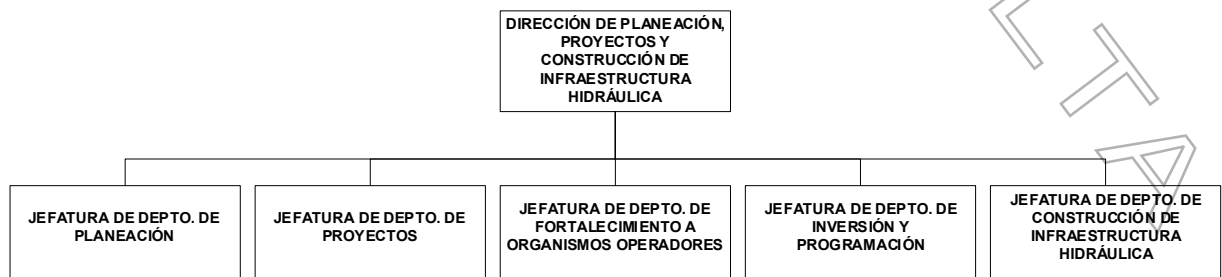 DIRECCIÓN DE PLANEACIÓN,
PROYECTOS Y
CONSTRUCCIÓN DE
INFRAESTRUCTURA
HIDRÁULICA
JEFATURA DE DEPTO. DE
PLANEACIÓN
JEFATURA DE DEPTO. DE
PROYECTOS
JEFATURA DE DEPTO. DE
FORTALECIMIENTO A
ORGANISMOS OPERADORES
JEFATURA DE DEPTO. DE
INVERSIÓN Y
PROGRAMACIÓN
JEFATURA DE DEPTO. DE
CONSTRUCCIÓN DE
INFRAESTRUCTURA
HIDRÁULICA
LTA